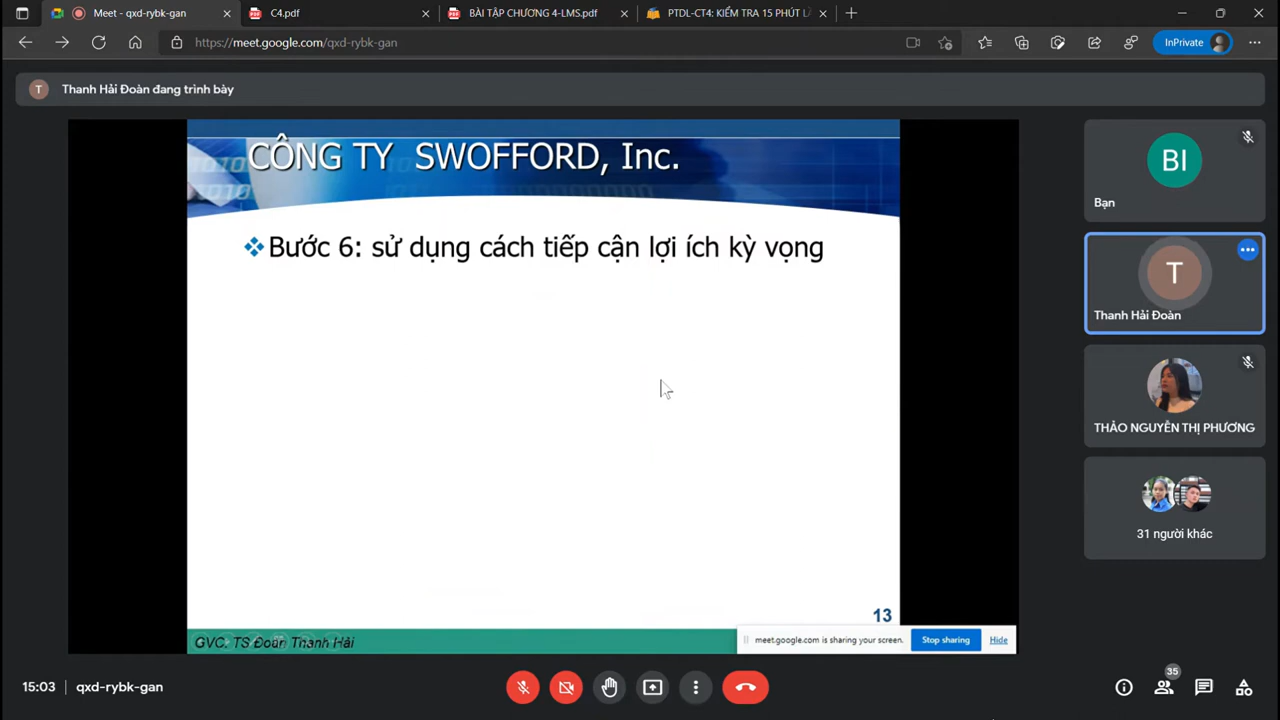 Meet - qxd-rybk-gan
C4.pdf
BÀI TẬP CHƯƠNG 4-LMS.pdf
PTDL-CT4: KIỂM TRA 15 PHÚT L
https://meet.google.com/qxd-rybk-gan
InPrivate
T
Thanh Hải Đoàn đang trình bày
CÔNG TY SWOFFORD, Inc.
Bước 6: sử dụng cách tiếp cận lợi ích kỳ vọng
13
GVC. TS Đoàn Thanh Hải
meet.google.com is sharing your screen.
Stop sharing
Hide
BI
Bạn
T
Thanh Hải Đoàn
THẢO NGUYỄN THỊ PHƯƠNG
31 người khác
15:03 | qxd-rybk-gan
35